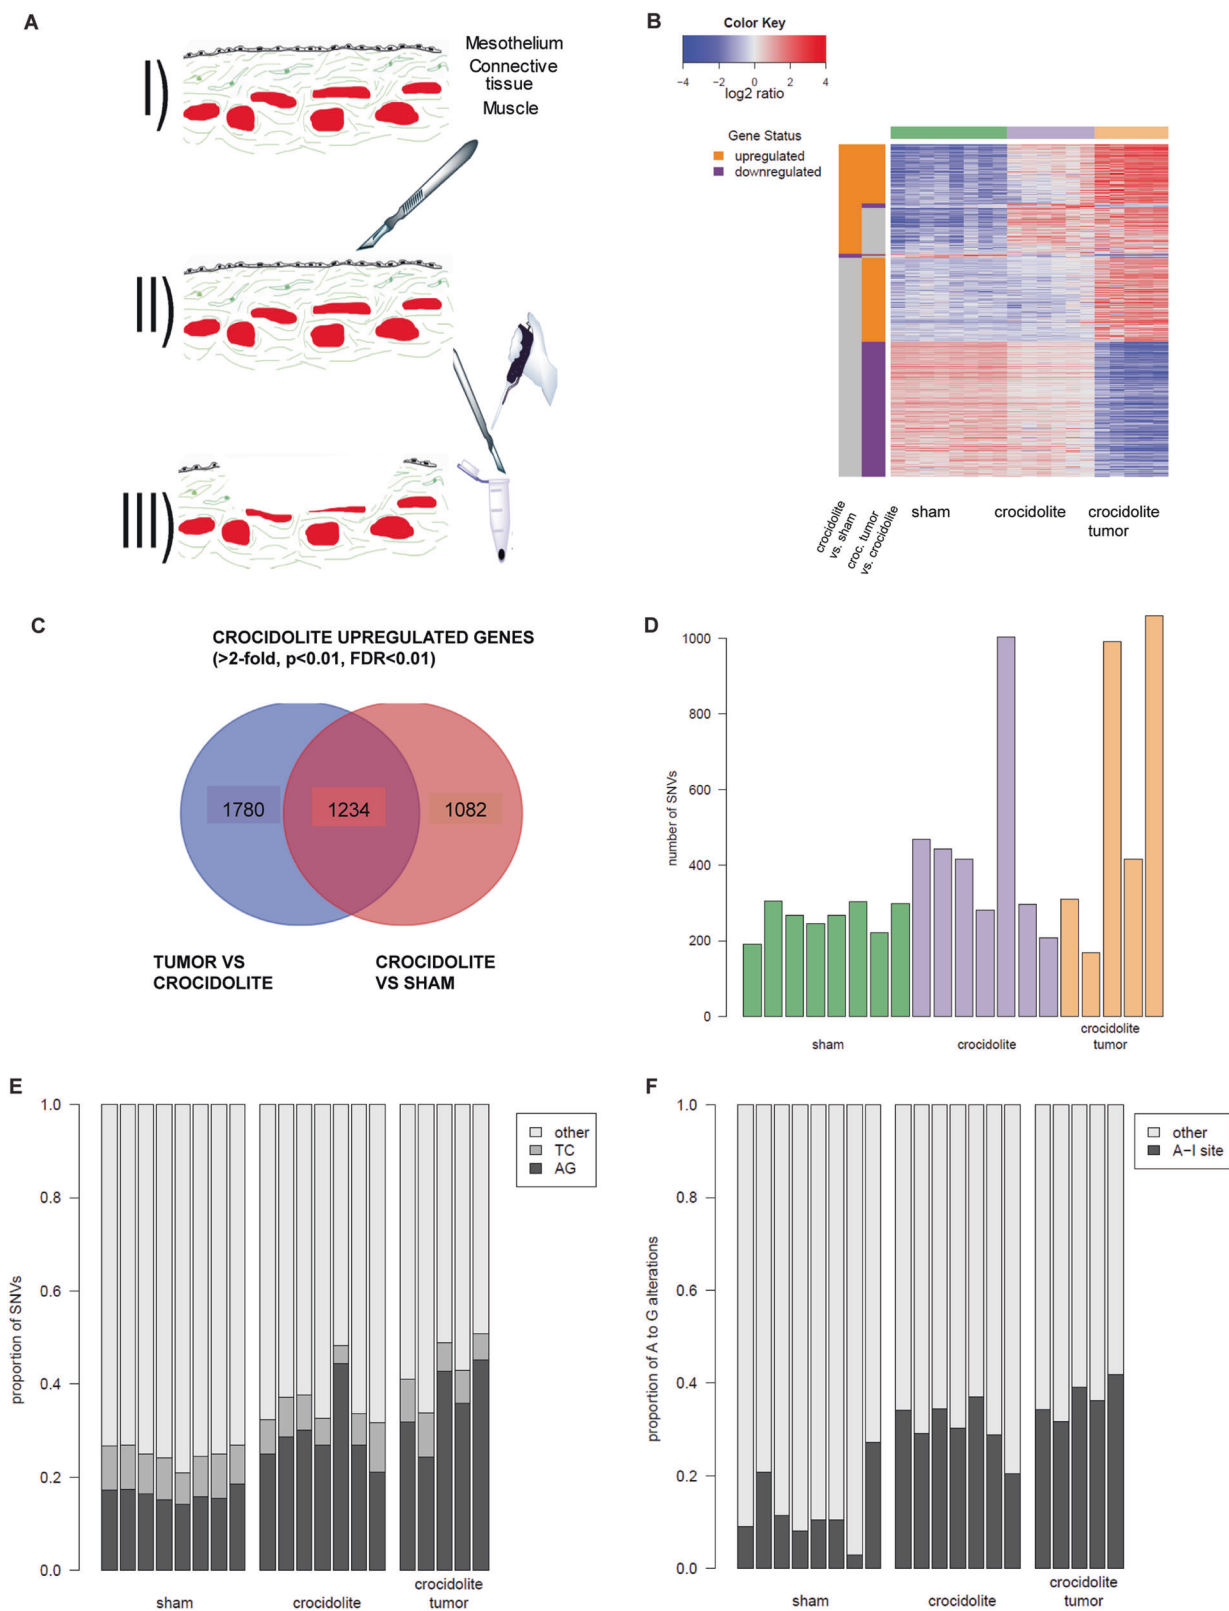 A
Mesothelium
Connective
tissue
Muscle
I)
II)
III)
B
Color Key
−4 −2 0 2 4
log2 ratio
Gene Status
upregulated
downregulated
crocidolite
vs. sham
croc. tumor
vs. crocidolite
sham
crocidolite
crocidolite
tumor
C
CROCIDOLITE UPREGULATED GENES
(>2-fold, p<0.01, FDR<0.01)
1780
1234
1082
TUMOR VS
CROCIDOLITE
CROCIDOLITE
VS SHAM
D
number of SNVs
1000
800
600
400
200
0
sham
crocidolite
crocidolite
tumor
E
proportion of SNVs
1.0
0.8
0.6
0.4
0.2
0.0
other
TC
AG
sham
crocidolite
crocidolite
tumor
F
proportion of A to G alterations
1.0
0.8
0.6
0.4
0.2
0.0
other
A−I site
sham
crocidolite
crocidolite
tumor